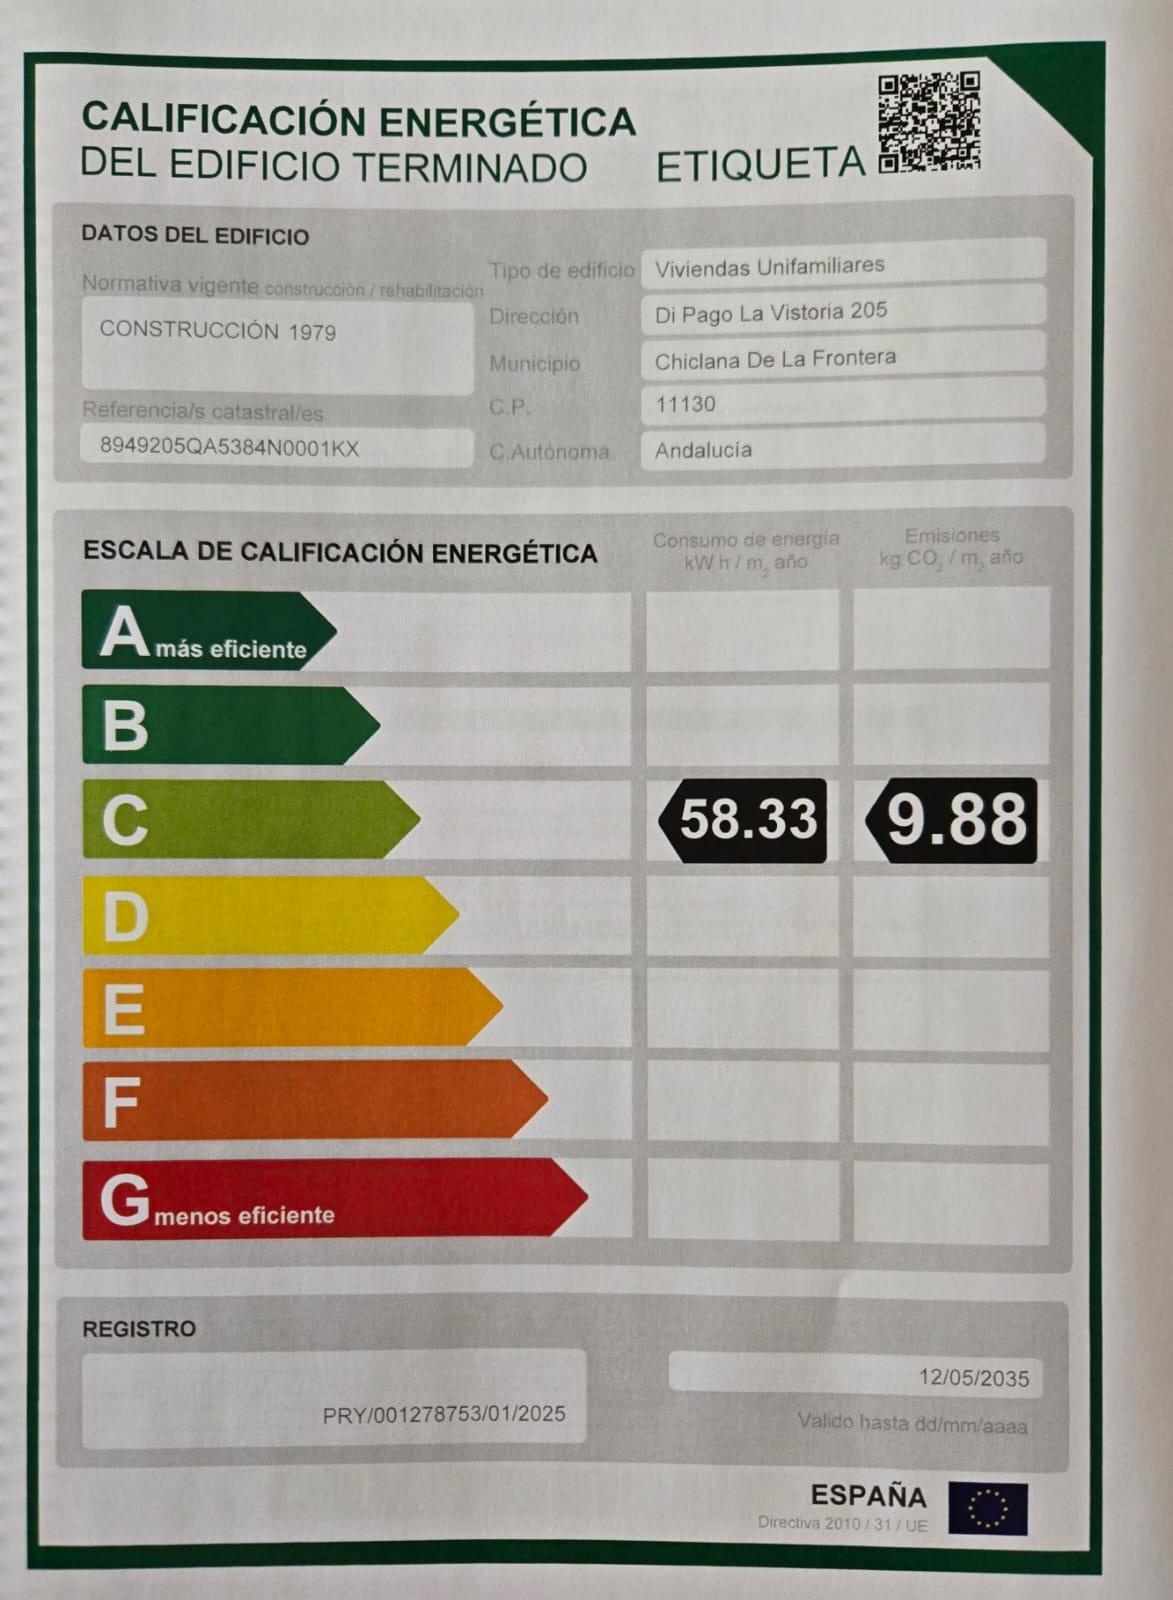 CALIFICACIÓN ENERGÉTICA
DEL EDIFICIO TERMINADO ETIQUETA
DATOS DEL EDIFICIO
Normativa vigente construcción / rehabilitación
CONSTRUCCIÓN 1979
Referencia/s catastral/es
8949205QA5384N0001KX
Tipo de edificio Viviendas Unifamiliares
Dirección Di Pago La Vistoria 205
Municipio Chiclana De La Frontera
C.P. 11130
C.Autónoma Andalucía
ESCALA DE CALIFICACIÓN ENERGÉTICA
Consumo de energía
kW h / m2 año
Emisiones
kg CO2 / m2 año
A más eficiente
B
C 58.33 9.88
D
E
F
G menos eficiente
REGISTRO
PRY/001278753/01/2025
12/05/2035
Válido hasta dd/mm/aaaa
ESPAÑA
Directiva 2010 / 31 / UE